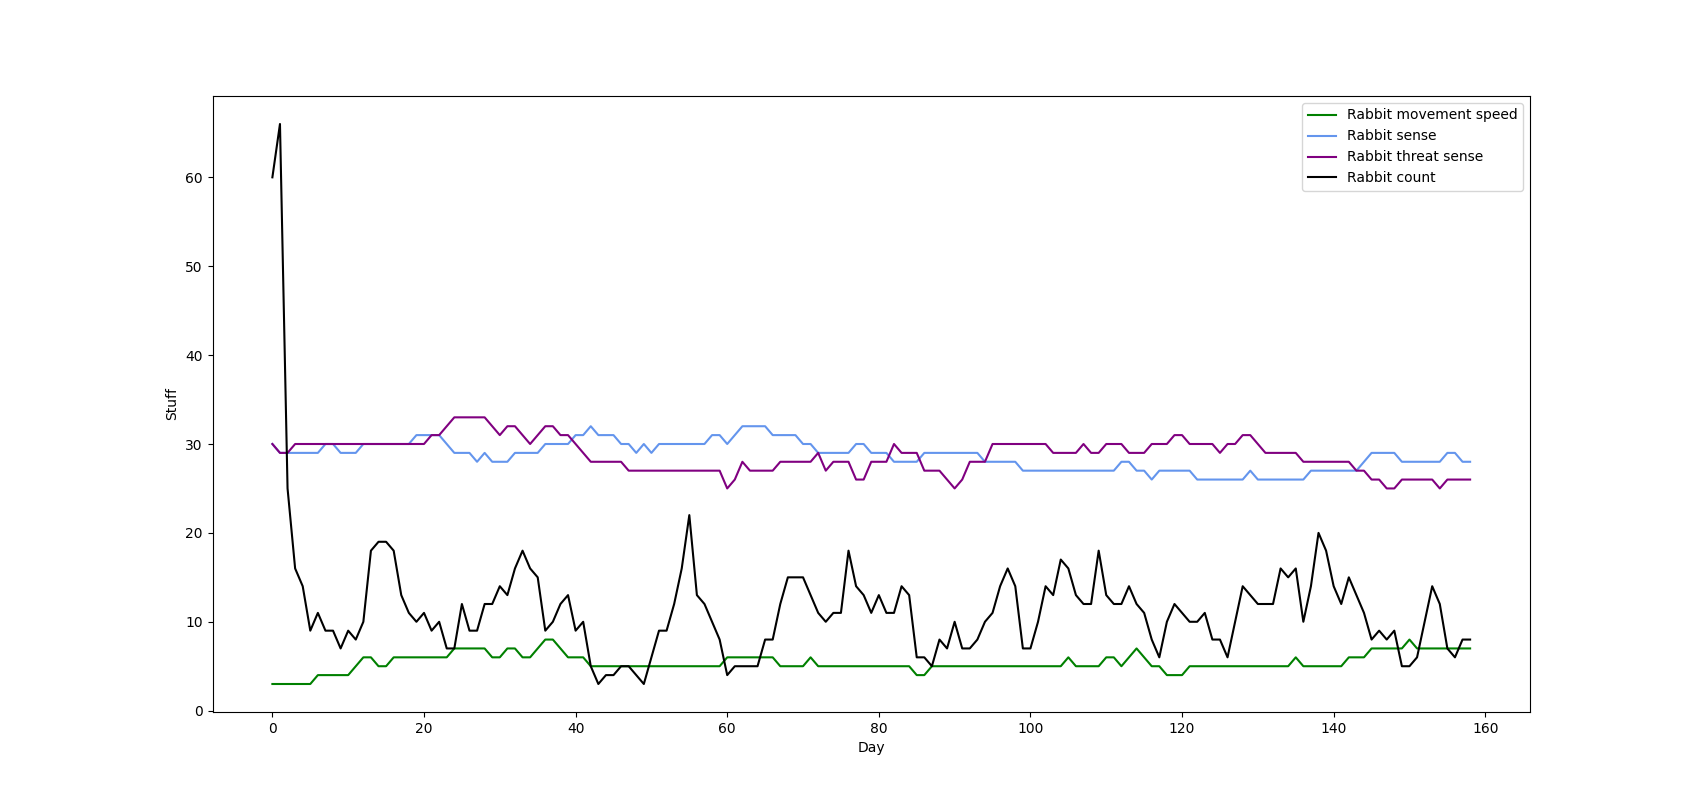 Rabbit movement speed
Rabbit sense
Rabbit threat sense
Rabbit count
60
50
40
30
20
10
0
Stuff
0 20 40 60 80 100 120 140 160
Day